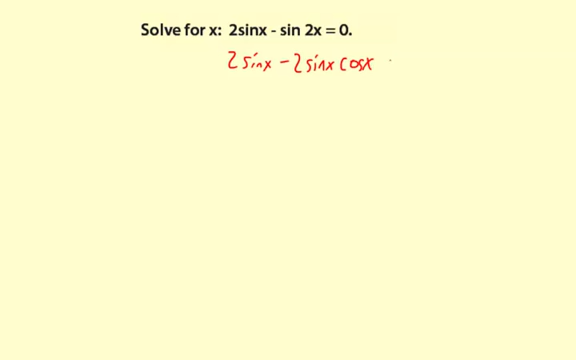 Solve for x: 2sinx - sin 2x = 0.
2 sinx - 2 sinx cosx